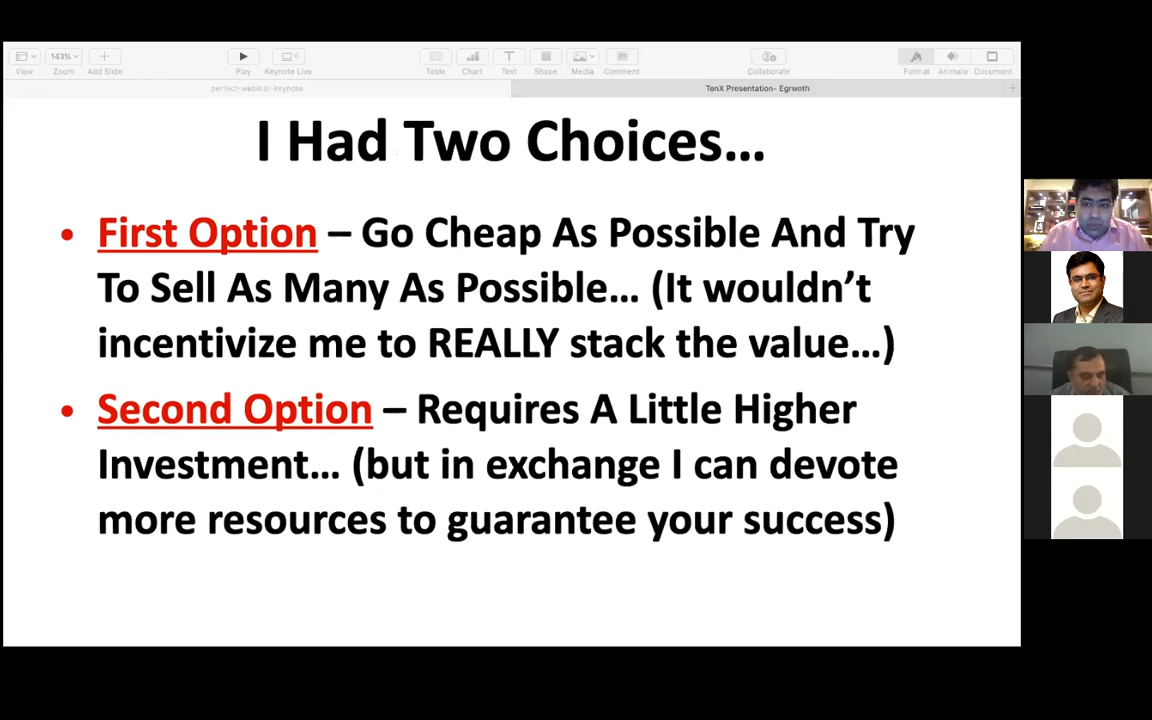 143%
View
Zoom
Add Slide
Play
Keynote Live
Table
Chart
Text
Shape
Media
Comment
Collaborate
Format
Animate
Document
perfect-webinar-keynote
TenX Presentation- Egrwoth
I Had Two Choices…
• First Option – Go Cheap As Possible And Try
To Sell As Many As Possible… (It wouldn’t
incentivize me to REALLY stack the value…)
• Second Option – Requires A Little Higher
Investment… (but in exchange I can devote
more resources to guarantee your success)